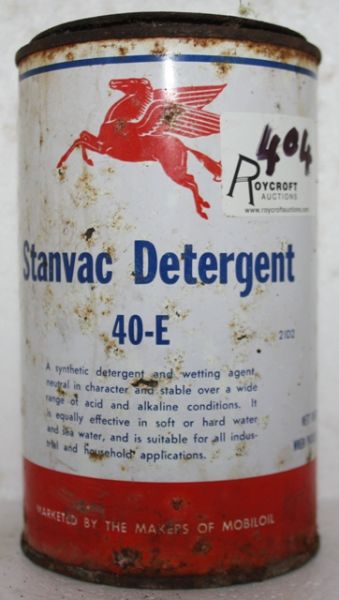 404
ROYCROFT
AUCTIONS
www.roycroftauctions.com
Stanvac Detergent
40-E
2102
A synthetic detergent and wetting agent,
neutral in character and stable over a wide
range of acid and alkaline conditions. It
is equally effective in soft or hard water
and sea water, and is suitable for all indus-
trial and household applications.
NET
WHEN
MARKETED BY THE MAKERS OF MOBILOIL